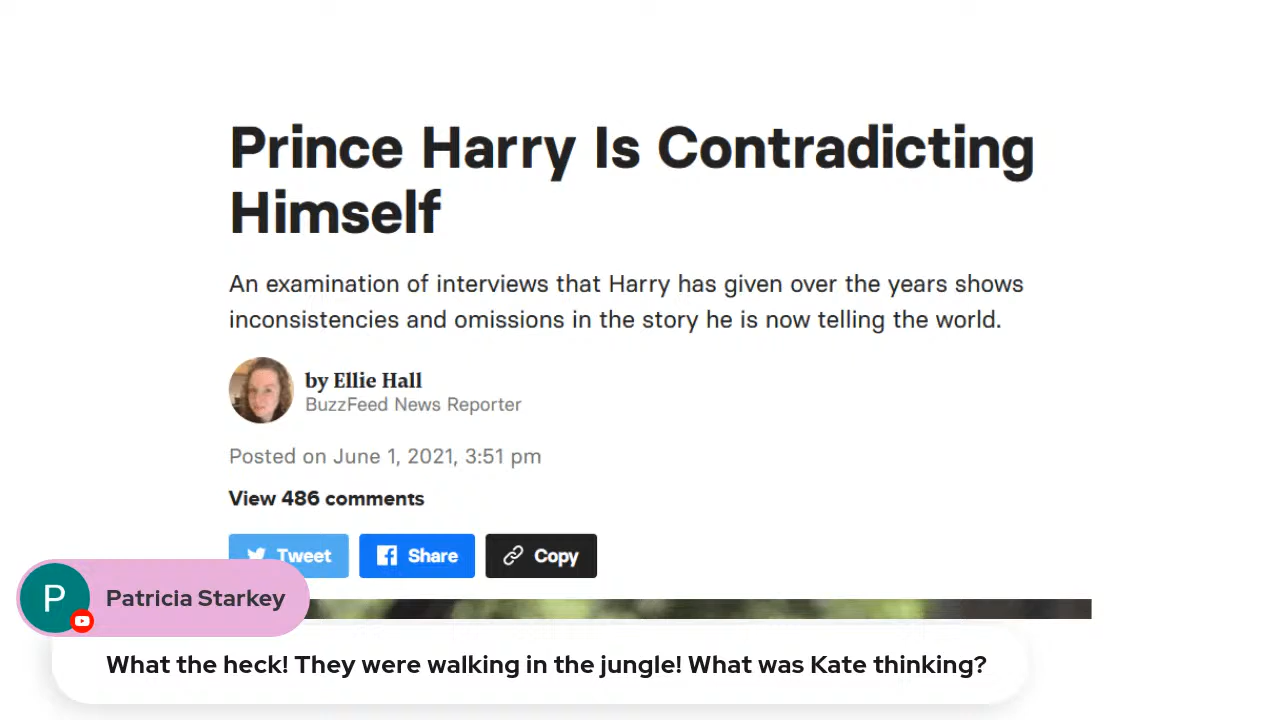 Prince Harry Is Contradicting
Himself
An examination of interviews that Harry has given over the years shows
inconsistencies and omissions in the story he is now telling the world.
by Ellie Hall
BuzzFeed News Reporter
Posted on June 1, 2021, 3:51 pm
View 486 comments
Tweet Share Copy
P Patricia Starkey
What the heck! They were walking in the jungle! What was Kate thinking?